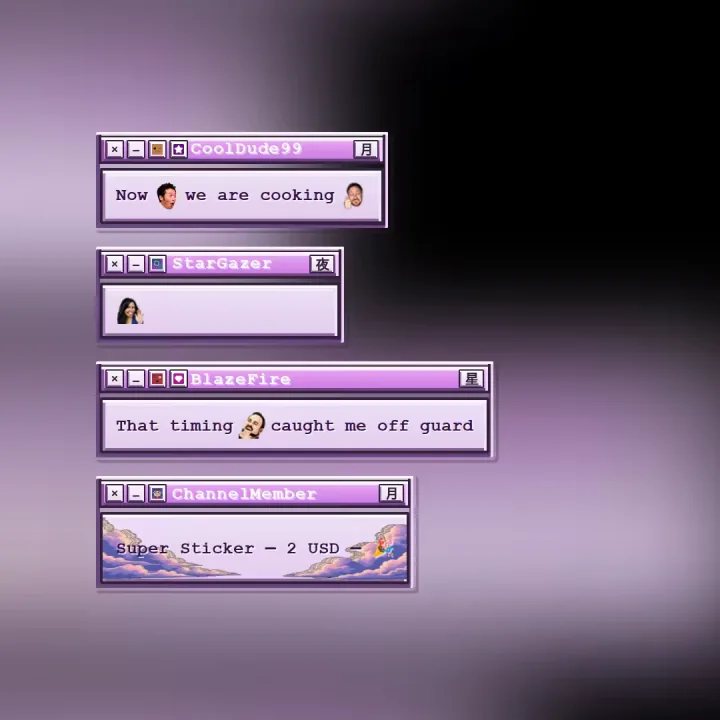 CoolDude99 月
Now we are cooking
StarGazer 夜
BlazeFire 星
That timing caught me off guard
ChannelMember 月
Super Sticker — 2 USD —